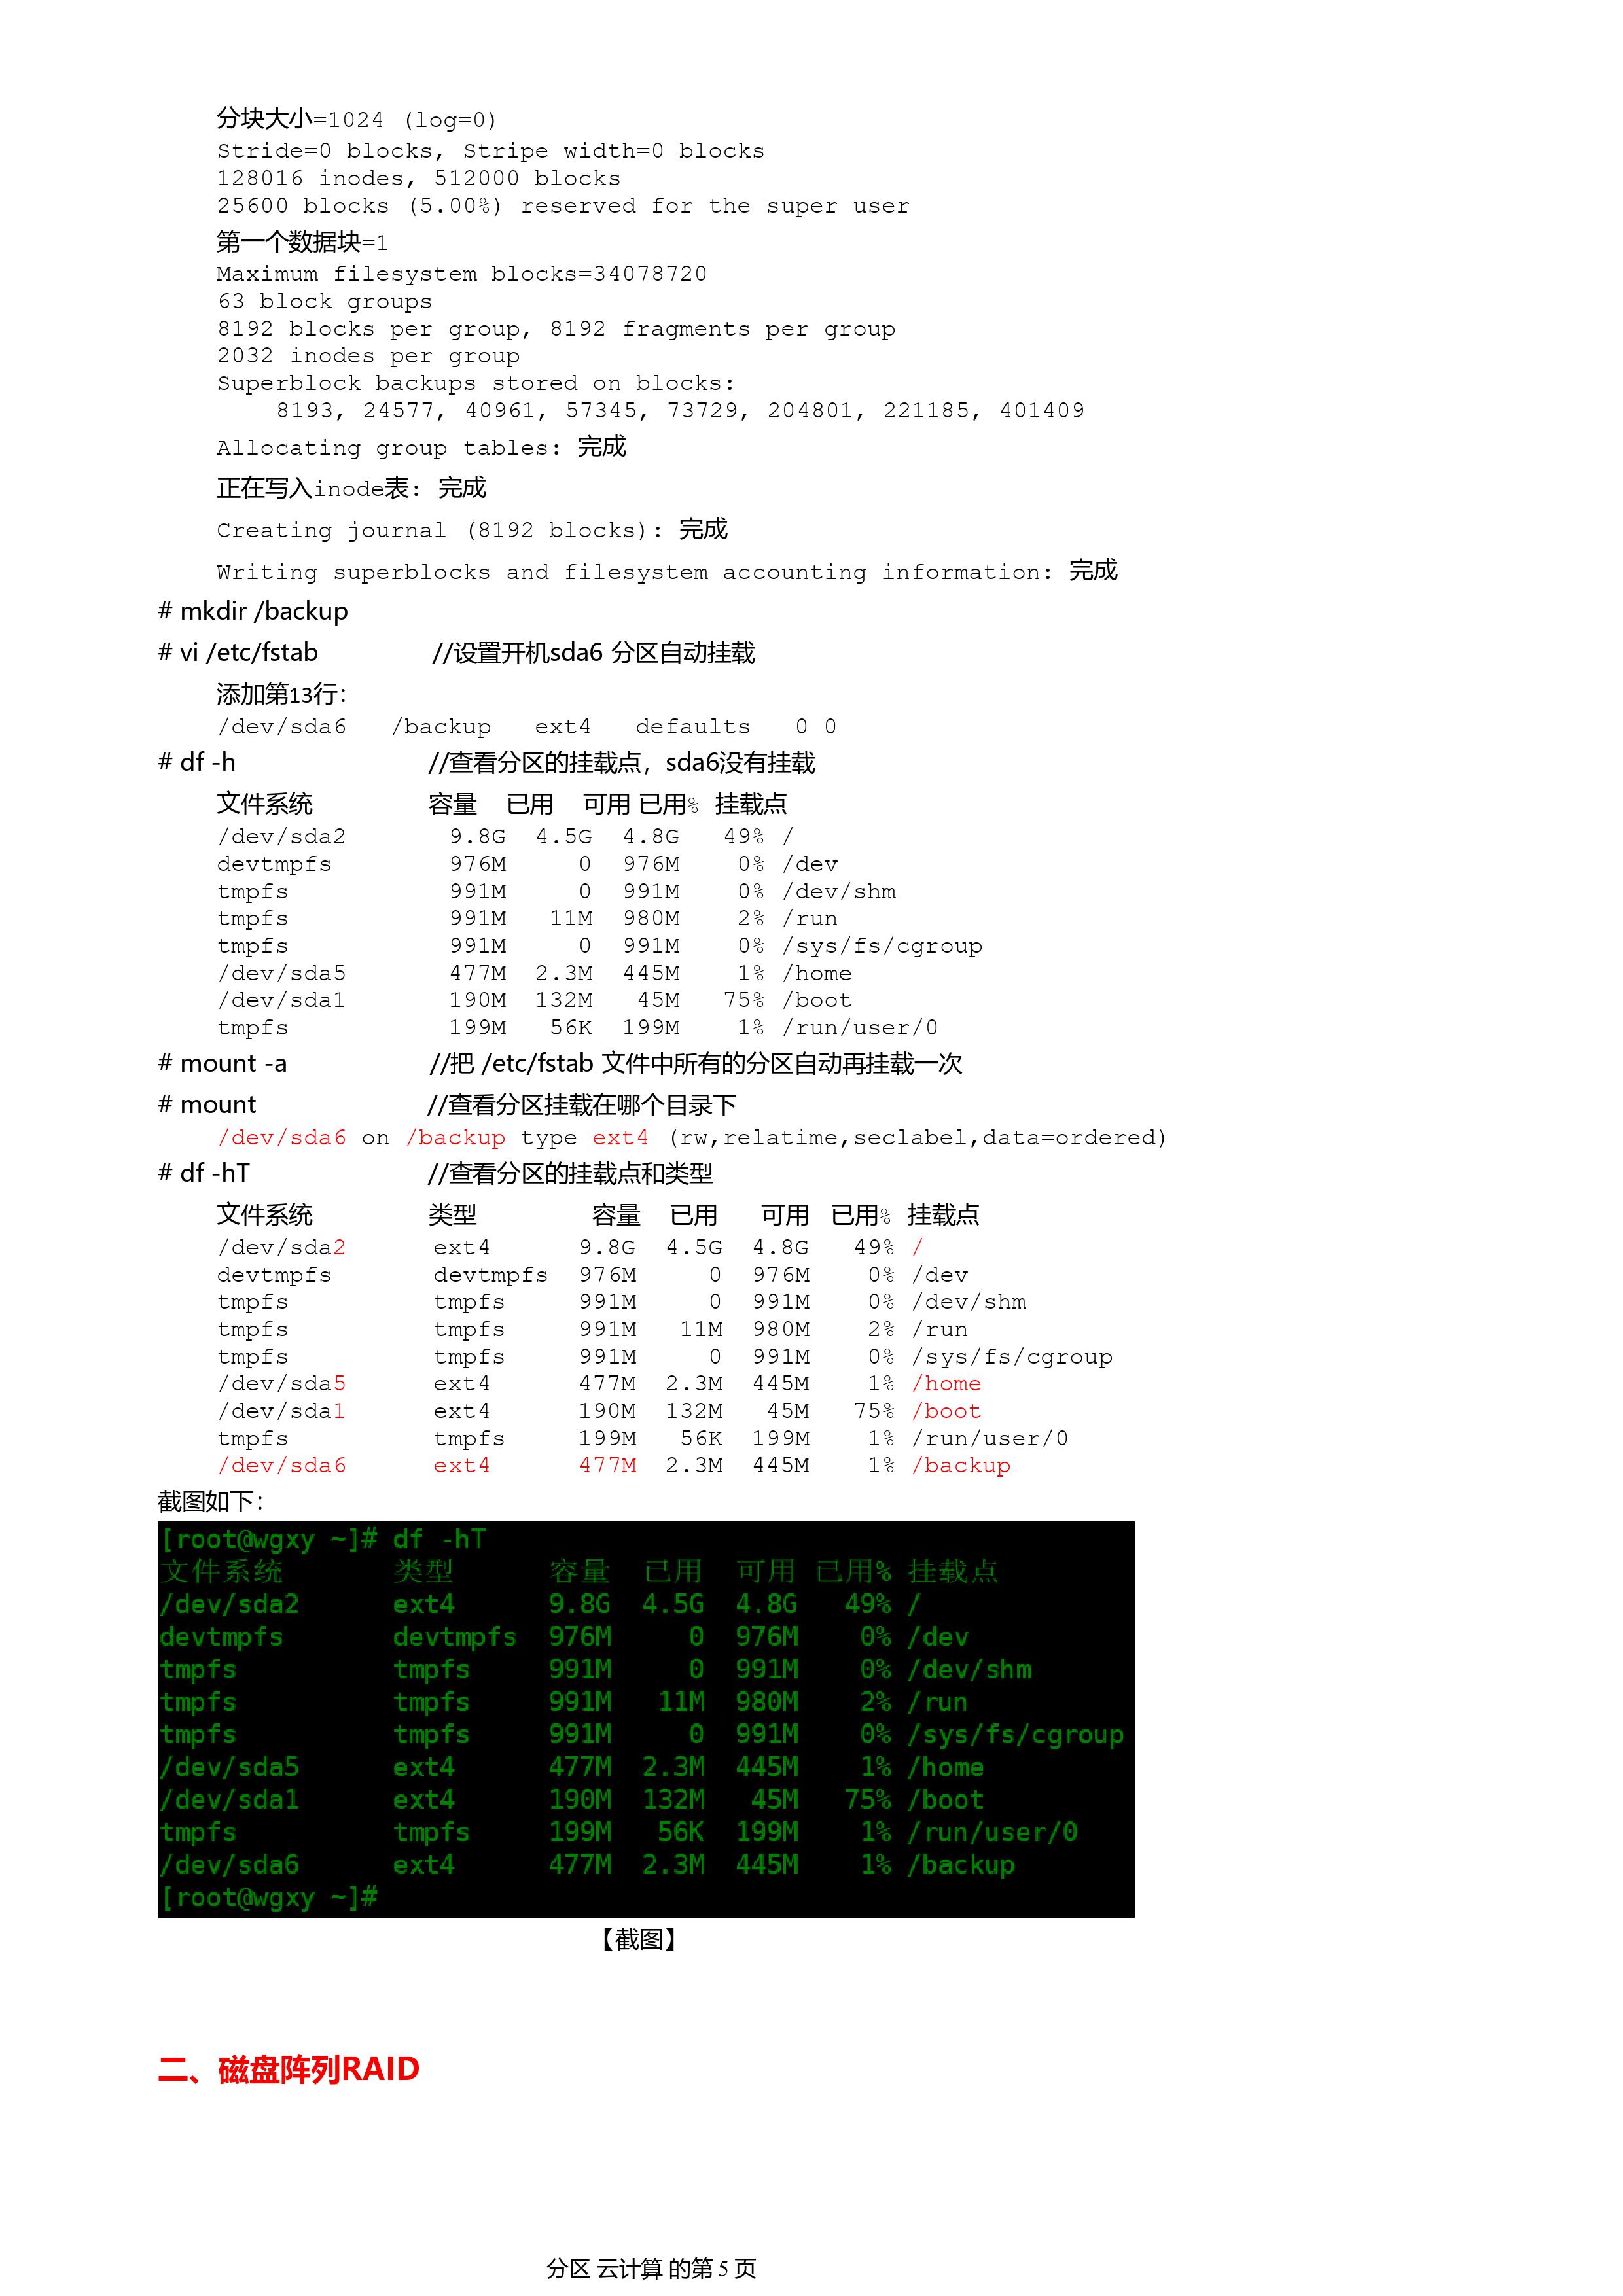 分块大小=1024 (log=0)
Stride=0 blocks, Stripe width=0 blocks
128016 inodes, 512000 blocks
25600 blocks (5.00%) reserved for the super user
第一个数据块=1
Maximum filesystem blocks=34078720
63 block groups
8192 blocks per group, 8192 fragments per group
2032 inodes per group
Superblock backups stored on blocks:
8193, 24577, 40961, 57345, 73729, 204801, 221185, 401409
Allocating group tables: 完成
正在写入inode表: 完成
Creating journal (8192 blocks): 完成
Writing superblocks and filesystem accounting information: 完成
# mkdir /backup
# vi /etc/fstab //设置开机sda6 分区自动挂载
添加第13行：
/dev/sda6 /backup ext4 defaults 0 0
# df -h //查看分区的挂载点，sda6没有挂载
文件系统 容量 已用 可用 已用% 挂载点
/dev/sda2 9.8G 4.5G 4.8G 49% /
devtmpfs 976M 0 976M 0% /dev
tmpfs 991M 0 991M 0% /dev/shm
tmpfs 991M 11M 980M 2% /run
tmpfs 991M 0 991M 0% /sys/fs/cgroup
/dev/sda5 477M 2.3M 445M 1% /home
/dev/sda1 190M 132M 45M 75% /boot
tmpfs 199M 56K 199M 1% /run/user/0
# mount -a //把 /etc/fstab 文件中所有的分区自动再挂载一次
# mount //查看分区挂载在哪个目录下
/dev/sda6 on /backup type ext4 (rw,relatime,seclabel,data=ordered)
# df -hT //查看分区的挂载点和类型
文件系统 类型 容量 已用 可用 已用% 挂载点
/dev/sda2 ext4 9.8G 4.5G 4.8G 49% /
devtmpfs devtmpfs 976M 0 976M 0% /dev
tmpfs tmpfs 991M 0 991M 0% /dev/shm
tmpfs tmpfs 991M 11M 980M 2% /run
tmpfs tmpfs 991M 0 991M 0% /sys/fs/cgroup
/dev/sda5 ext4 477M 2.3M 445M 1% /home
/dev/sda1 ext4 190M 132M 45M 75% /boot
tmpfs tmpfs 199M 56K 199M 1% /run/user/0
/dev/sda6 ext4 477M 2.3M 445M 1% /backup
截图如下：
[root@wgxy ~]# df -hT
文件系统 类型 容量 已用 可用 已用% 挂载点
/dev/sda2 ext4 9.8G 4.5G 4.8G 49% /
devtmpfs devtmpfs 976M 0 976M 0% /dev
tmpfs tmpfs 991M 0 991M 0% /dev/shm
tmpfs tmpfs 991M 11M 980M 2% /run
tmpfs tmpfs 991M 0 991M 0% /sys/fs/cgroup
/dev/sda5 ext4 477M 2.3M 445M 1% /home
/dev/sda1 ext4 190M 132M 45M 75% /boot
tmpfs tmpfs 199M 56K 199M 1% /run/user/0
/dev/sda6 ext4 477M 2.3M 445M 1% /backup
[root@wgxy ~]#
【截图】
二、磁盘阵列RAID
分区 云计算 的第 5 页